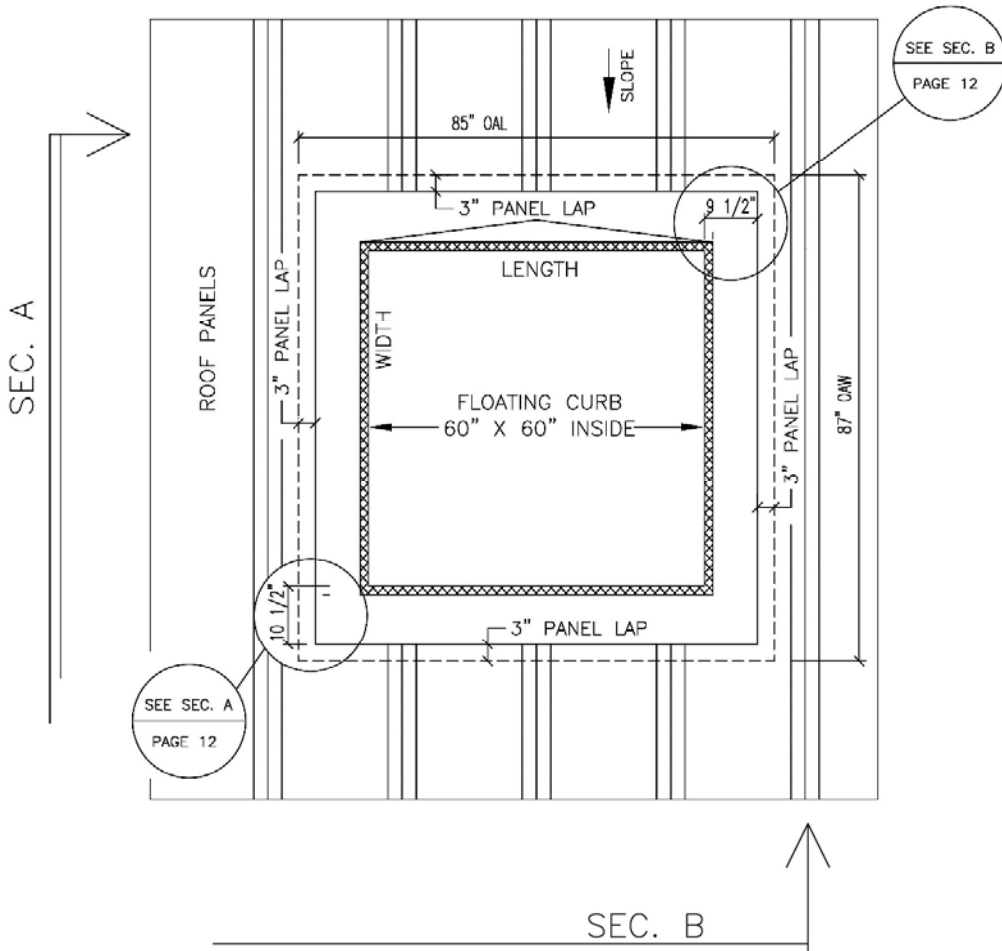 SEE SEC. B
PAGE 12
SLOPE
85" OAL
3" PANEL LAP
9 1/2"
LENGTH
SEC. A
ROOF PANELS
3" PANEL LAP
WIDTH
FLOATING CURB
60" X 60" INSIDE
3" PANEL LAP
87" OAW
10 1/2"
3" PANEL LAP
SEE SEC. A
PAGE 12
SEC. B